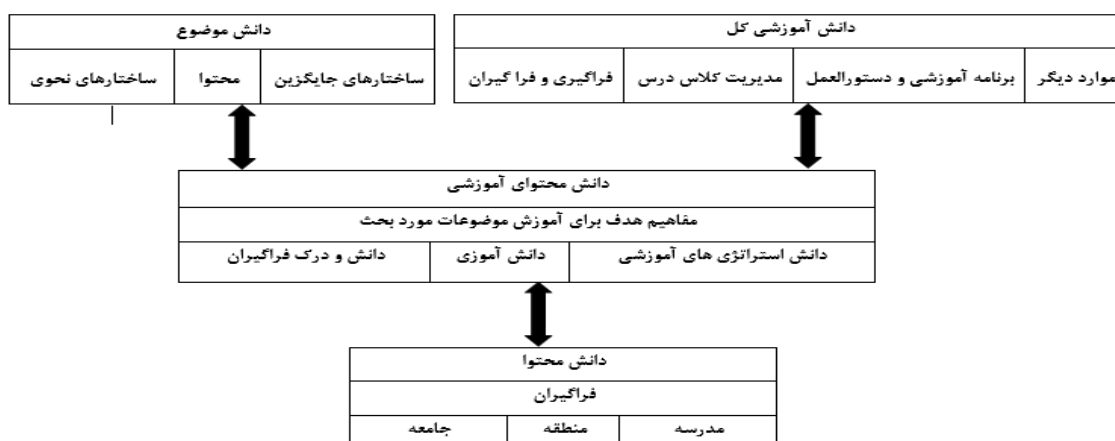 دانش آموزشی کل
موارد دیگر
برنامه آموزشی و دستورالعمل
مدیریت کلاس درس
فراگیری و فرا گیران
دانش موضوع
ساختارهای جایگزین
محتوا
ساختارهای نحوی
دانش محتوای آموزشی
مفاهیم هدف برای آموزش موضوعات مورد بحث
دانش استراتژی های آموزشی
دانش آموزی
دانش و درک فراگیران
دانش محتوا
فراگیران
مدرسه
منطقه
جامعه